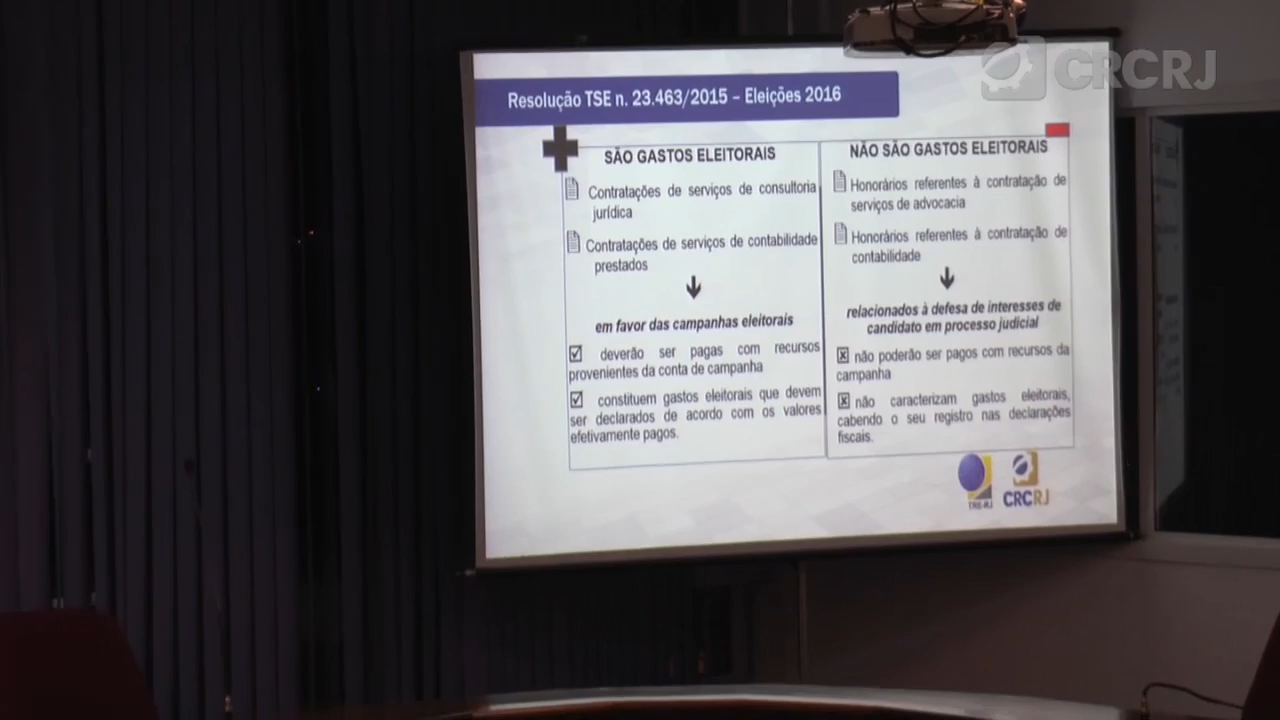 CRCRJ
Resolução TSE n. 23.463/2015 – Eleições 2016
SÃO GASTOS ELEITORAIS
Contratações de serviços de consultoria
jurídica
Contratações de serviços de contabilidade
prestados
em favor das campanhas eleitorais
deverão ser pagas com recursos
provenientes da conta de campanha
constituem gastos eleitorais que devem
ser declarados de acordo com os valores
efetivamente pagos.
NÃO SÃO GASTOS ELEITORAIS
Honorários referentes à contratação de
serviços de advocacia
Honorários referentes à contratação de
contabilidade
relacionados à defesa de interesses de
candidato em processo judicial
não poderão ser pagos com recursos da
campanha
não caracterizam gastos eleitorais,
cabendo o seu registro nas declarações
fiscais.
TRE-RJ
CRCRJ